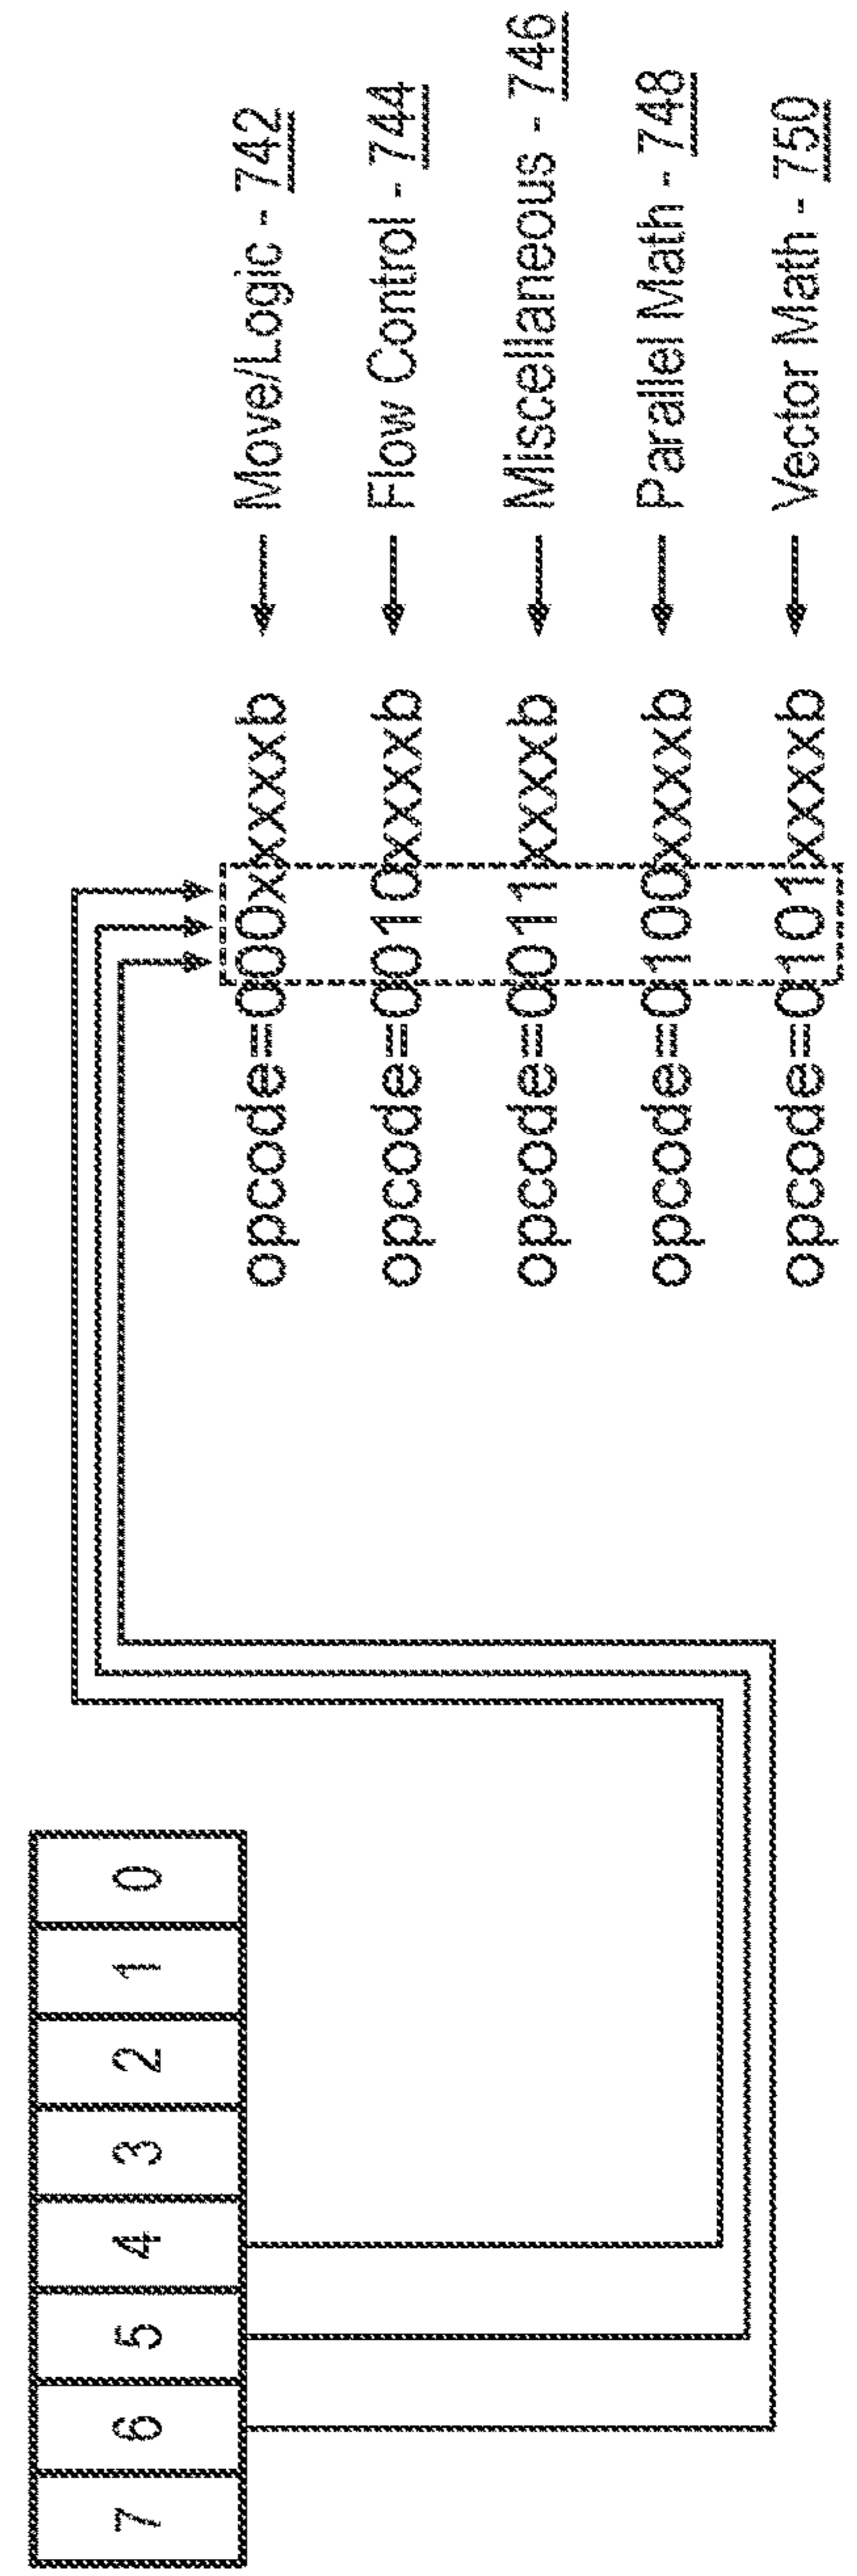 7 6 5 4 3 2 1 0
opcode=000xxxxxb ← Move/Logic - 742
opcode=0010xxxxb ← Flow Control - 744
opcode=0011xxxxb ← Miscellaneous - 746
opcode=0100xxxxb ← Parallel Math - 748
opcode=0101xxxxb ← Vector Math - 750